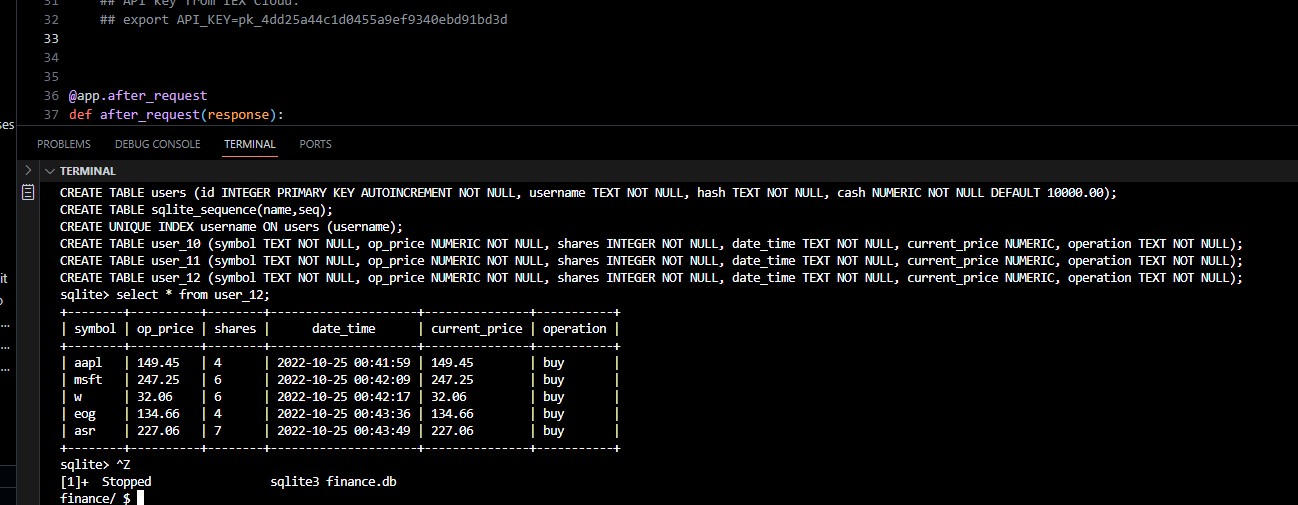 31 ## API key from IEX Cloud:
32 ## export API_KEY=pk_4dd25a44c1d0455a9ef9340ebd91bd3d
33
34
35
36 @app.after_request
37 def after_request(response):
ses
PROBLEMS DEBUG CONSOLE TERMINAL PORTS
TERMINAL
CREATE TABLE users (id INTEGER PRIMARY KEY AUTOINCREMENT NOT NULL, username TEXT NOT NULL, hash TEXT NOT NULL, cash NUMERIC NOT NULL DEFAULT 10000.00);
CREATE TABLE sqlite_sequence(name,seq);
CREATE UNIQUE INDEX username ON users (username);
CREATE TABLE user_10 (symbol TEXT NOT NULL, op_price NUMERIC NOT NULL, shares INTEGER NOT NULL, date_time TEXT NOT NULL, current_price NUMERIC, operation TEXT NOT NULL);
CREATE TABLE user_11 (symbol TEXT NOT NULL, op_price NUMERIC NOT NULL, shares INTEGER NOT NULL, date_time TEXT NOT NULL, current_price NUMERIC, operation TEXT NOT NULL);
CREATE TABLE user_12 (symbol TEXT NOT NULL, op_price NUMERIC NOT NULL, shares INTEGER NOT NULL, date_time TEXT NOT NULL, current_price NUMERIC, operation TEXT NOT NULL);
it
sqlite> select * from user_12;
+--------+----------+--------+---------------------+---------------+-----------+
| symbol | op_price | shares | date_time | current_price | operation |
+--------+----------+--------+---------------------+---------------+-----------+
| aapl | 149.45 | 4 | 2022-10-25 00:41:59 | 149.45 | buy |
| msft | 247.25 | 6 | 2022-10-25 00:42:09 | 247.25 | buy |
| w | 32.06 | 6 | 2022-10-25 00:42:17 | 32.06 | buy |
| eog | 134.66 | 4 | 2022-10-25 00:43:36 | 134.66 | buy |
| asr | 227.06 | 7 | 2022-10-25 00:43:49 | 227.06 | buy |
+--------+----------+--------+---------------------+---------------+-----------+
sqlite> ^Z
[1]+ Stopped sqlite3 finance.db
finance/ $